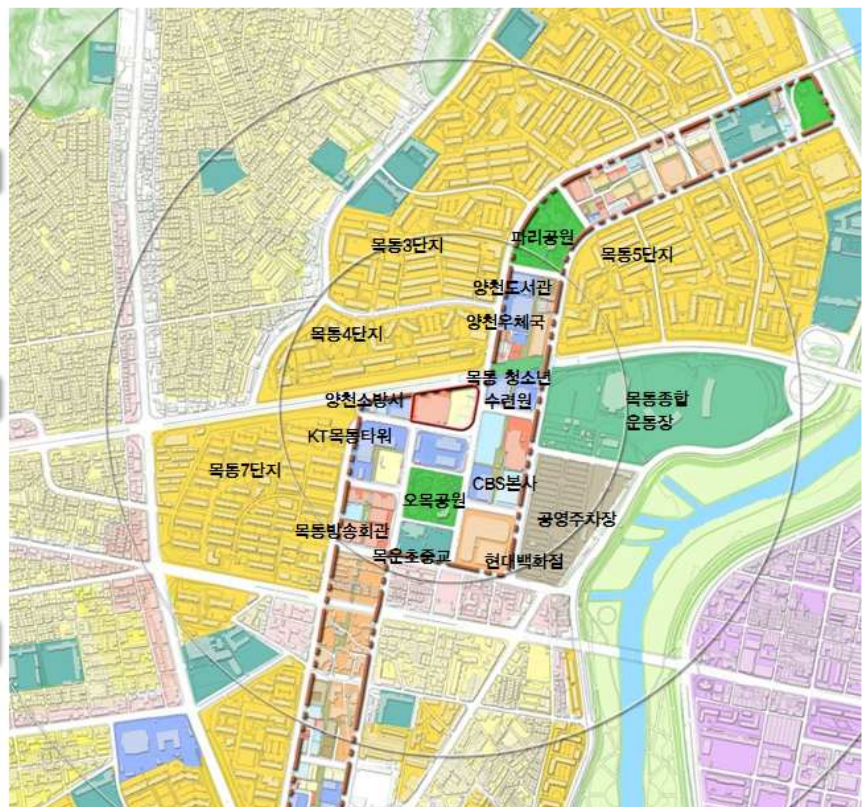 파리공원
목동3단지
목동5단지
양천도서관
양천우체국
목동4단지
목동 청소년
수련원
양천소방서
목동종합
운동장
KT목동타워
목동7단지
CBS본사
오목공원
공영주차장
목동방송회관
목운초중교
현대백화점